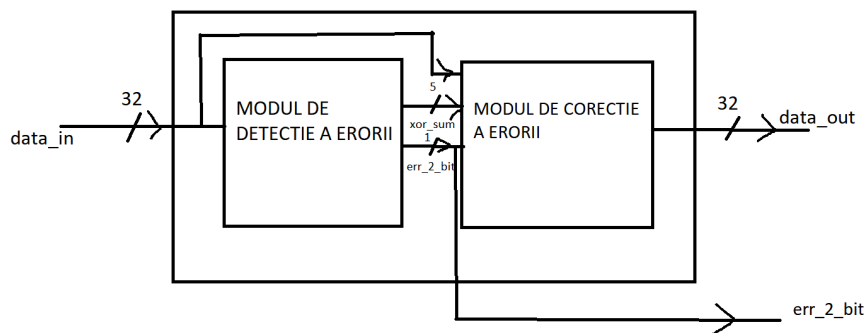 32
data_in
MODUL DE
DETECTIE A ERORII
5
xor_sum
1
err_2_bit
MODUL DE CORECTIE
A ERORII
32
data_out
err_2_bit